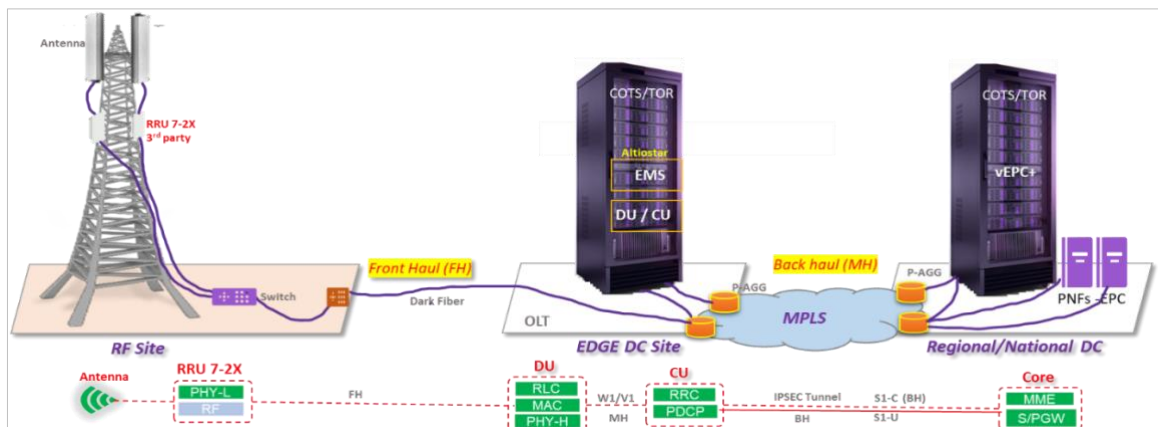 Antenna
RRU 7-2X
3rd party
Switch
RF Site
Front Haul (FH)
Dark Fiber
COTS/TOR
Altiostar
EMS
DU / CU
OLT
P-AGG
EDGE DC Site
Back haul (MH)
MPLS
P-AGG
COTS/TOR
vEPC+
PNFs -EPC
Regional/National DC
Antenna
RRU 7-2X
PHY-L
RF
FH
DU
RLC
MAC
PHY-H
W1/V1
MH
CU
RRC
PDCP
IPSEC Tunnel
S1-C (BH)
BH
S1-U
Core
MME
S/PGW